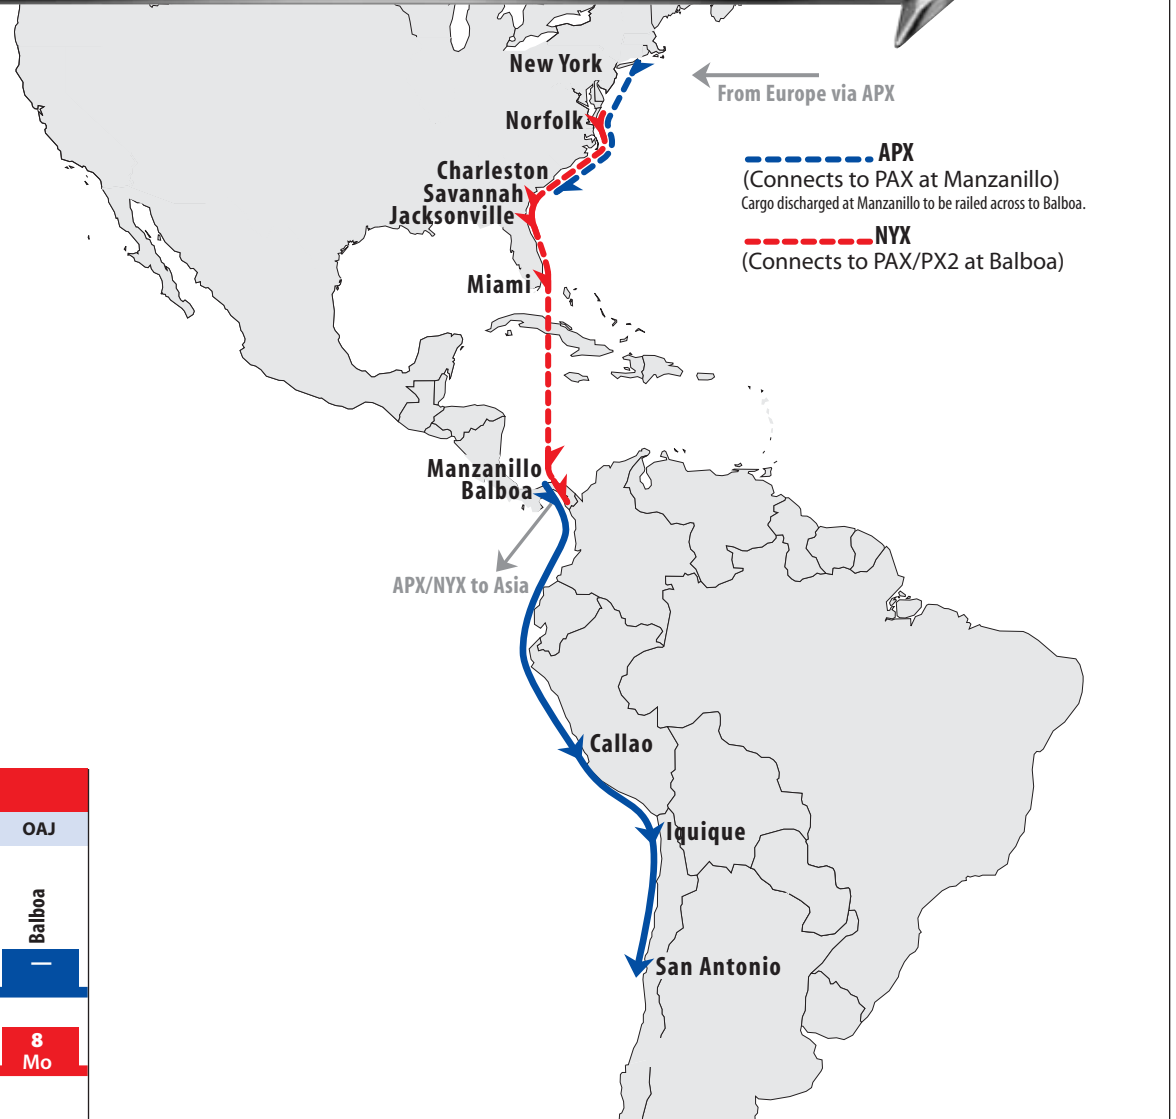 New York
From Europe via APX
Norfolk
APX
(Connects to PAX at Manzanillo)
Cargo discharged at Manzanillo to be railed across to Balboa.
NYX
(Connects to PAX/PX2 at Balboa)
Charleston
Savannah
Jacksonville
Miami
Manzanillo
Balboa
APX/NYX to Asia
Callao
Iquique
San Antonio
OAJ
Balboa
—
8
Mo